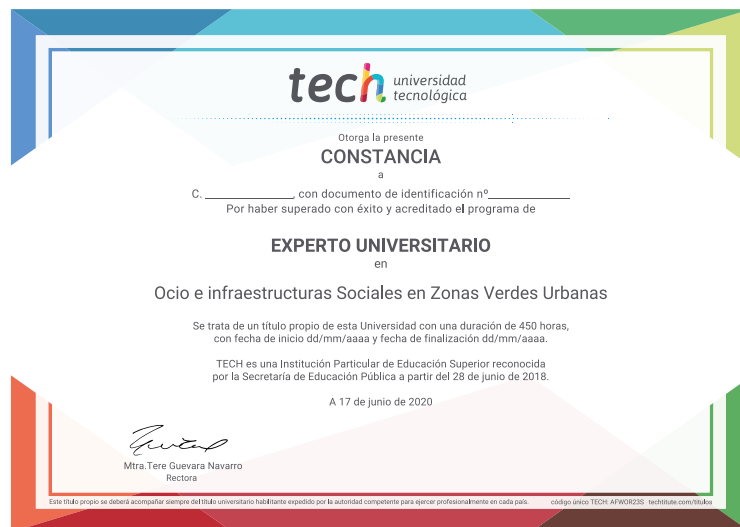 tech universidad
tecnológica
Otorga la presente
CONSTANCIA
a
C. ________________, con documento de identificación nº______________
Por haber superado con éxito y acreditado el programa de
EXPERTO UNIVERSITARIO
en
Ocio e infraestructuras Sociales en Zonas Verdes Urbanas
Se trata de un título propio de esta Universidad con una duración de 450 horas,
con fecha de inicio dd/mm/aaaa y fecha de finalización dd/mm/aaaa.
TECH es una Institución Particular de Educación Superior reconocida
por la Secretaría de Educación Pública a partir del 28 de junio de 2018.
A 17 de junio de 2020
Mtra.Tere Guevara Navarro
Rectora
Este título propio se deberá acompañar siempre del título universitario habilitante expedido por la autoridad competente para ejercer profesionalmente en cada país. código único TECH: AFWOR23S techtitute.com/titulos